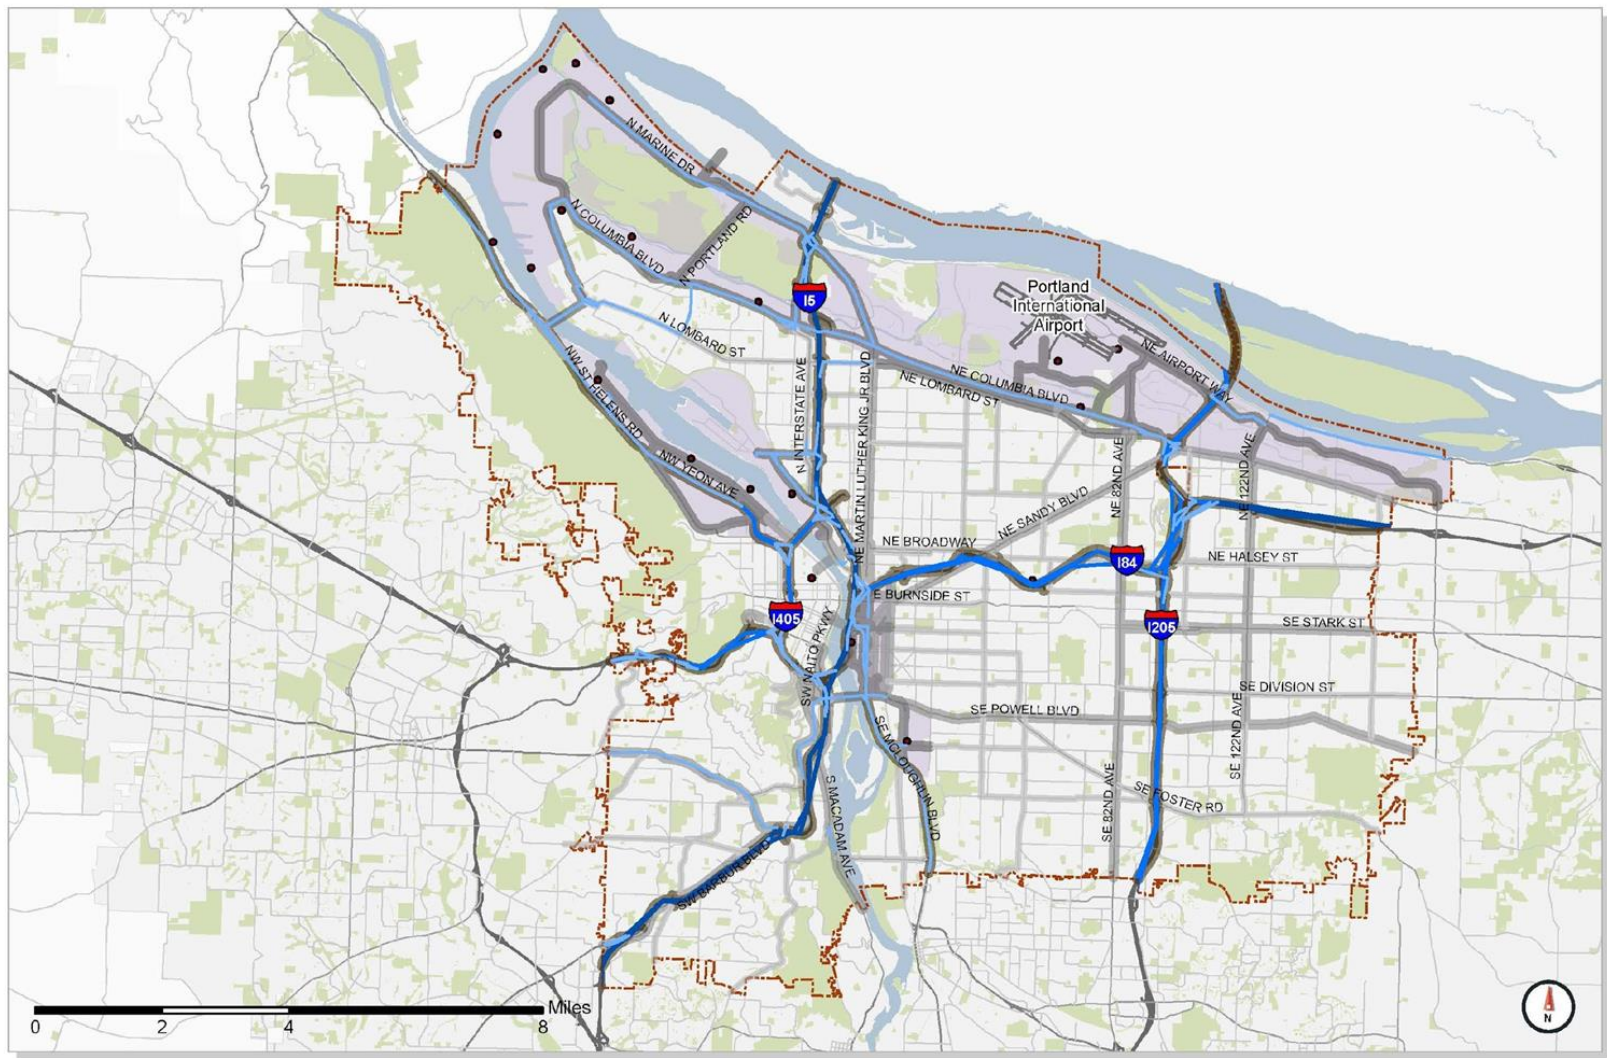 N MARINE DR
N COLUMBIA BLVD
N PORTLAND RD
I5
Portland
International
Airport
N LOMBARD ST
NE AIRPORT WAY
NW ST HELENS RD
N INTERSTATE AVE
NE MARTIN LUTHER KING JR BLVD
NE COLUMBIA BLVD
NE LOMBARD ST
NW YEON AVE
NE 82ND AVE
NE 122ND AVE
NE SANDY BLVD
NE BROADWAY
I84
NE HALSEY ST
E BURNSIDE ST
I405
I205
SE STARK ST
SW NAITO PKWY
SE DIVISION ST
SE POWELL BLVD
SE 122ND AVE
SE MCLOUGHLIN BLVD
S MACADAM AVE
SE 82ND AVE
SE FOSTER RD
SW BARBUR BLVD
Miles
0 2 4 8
N